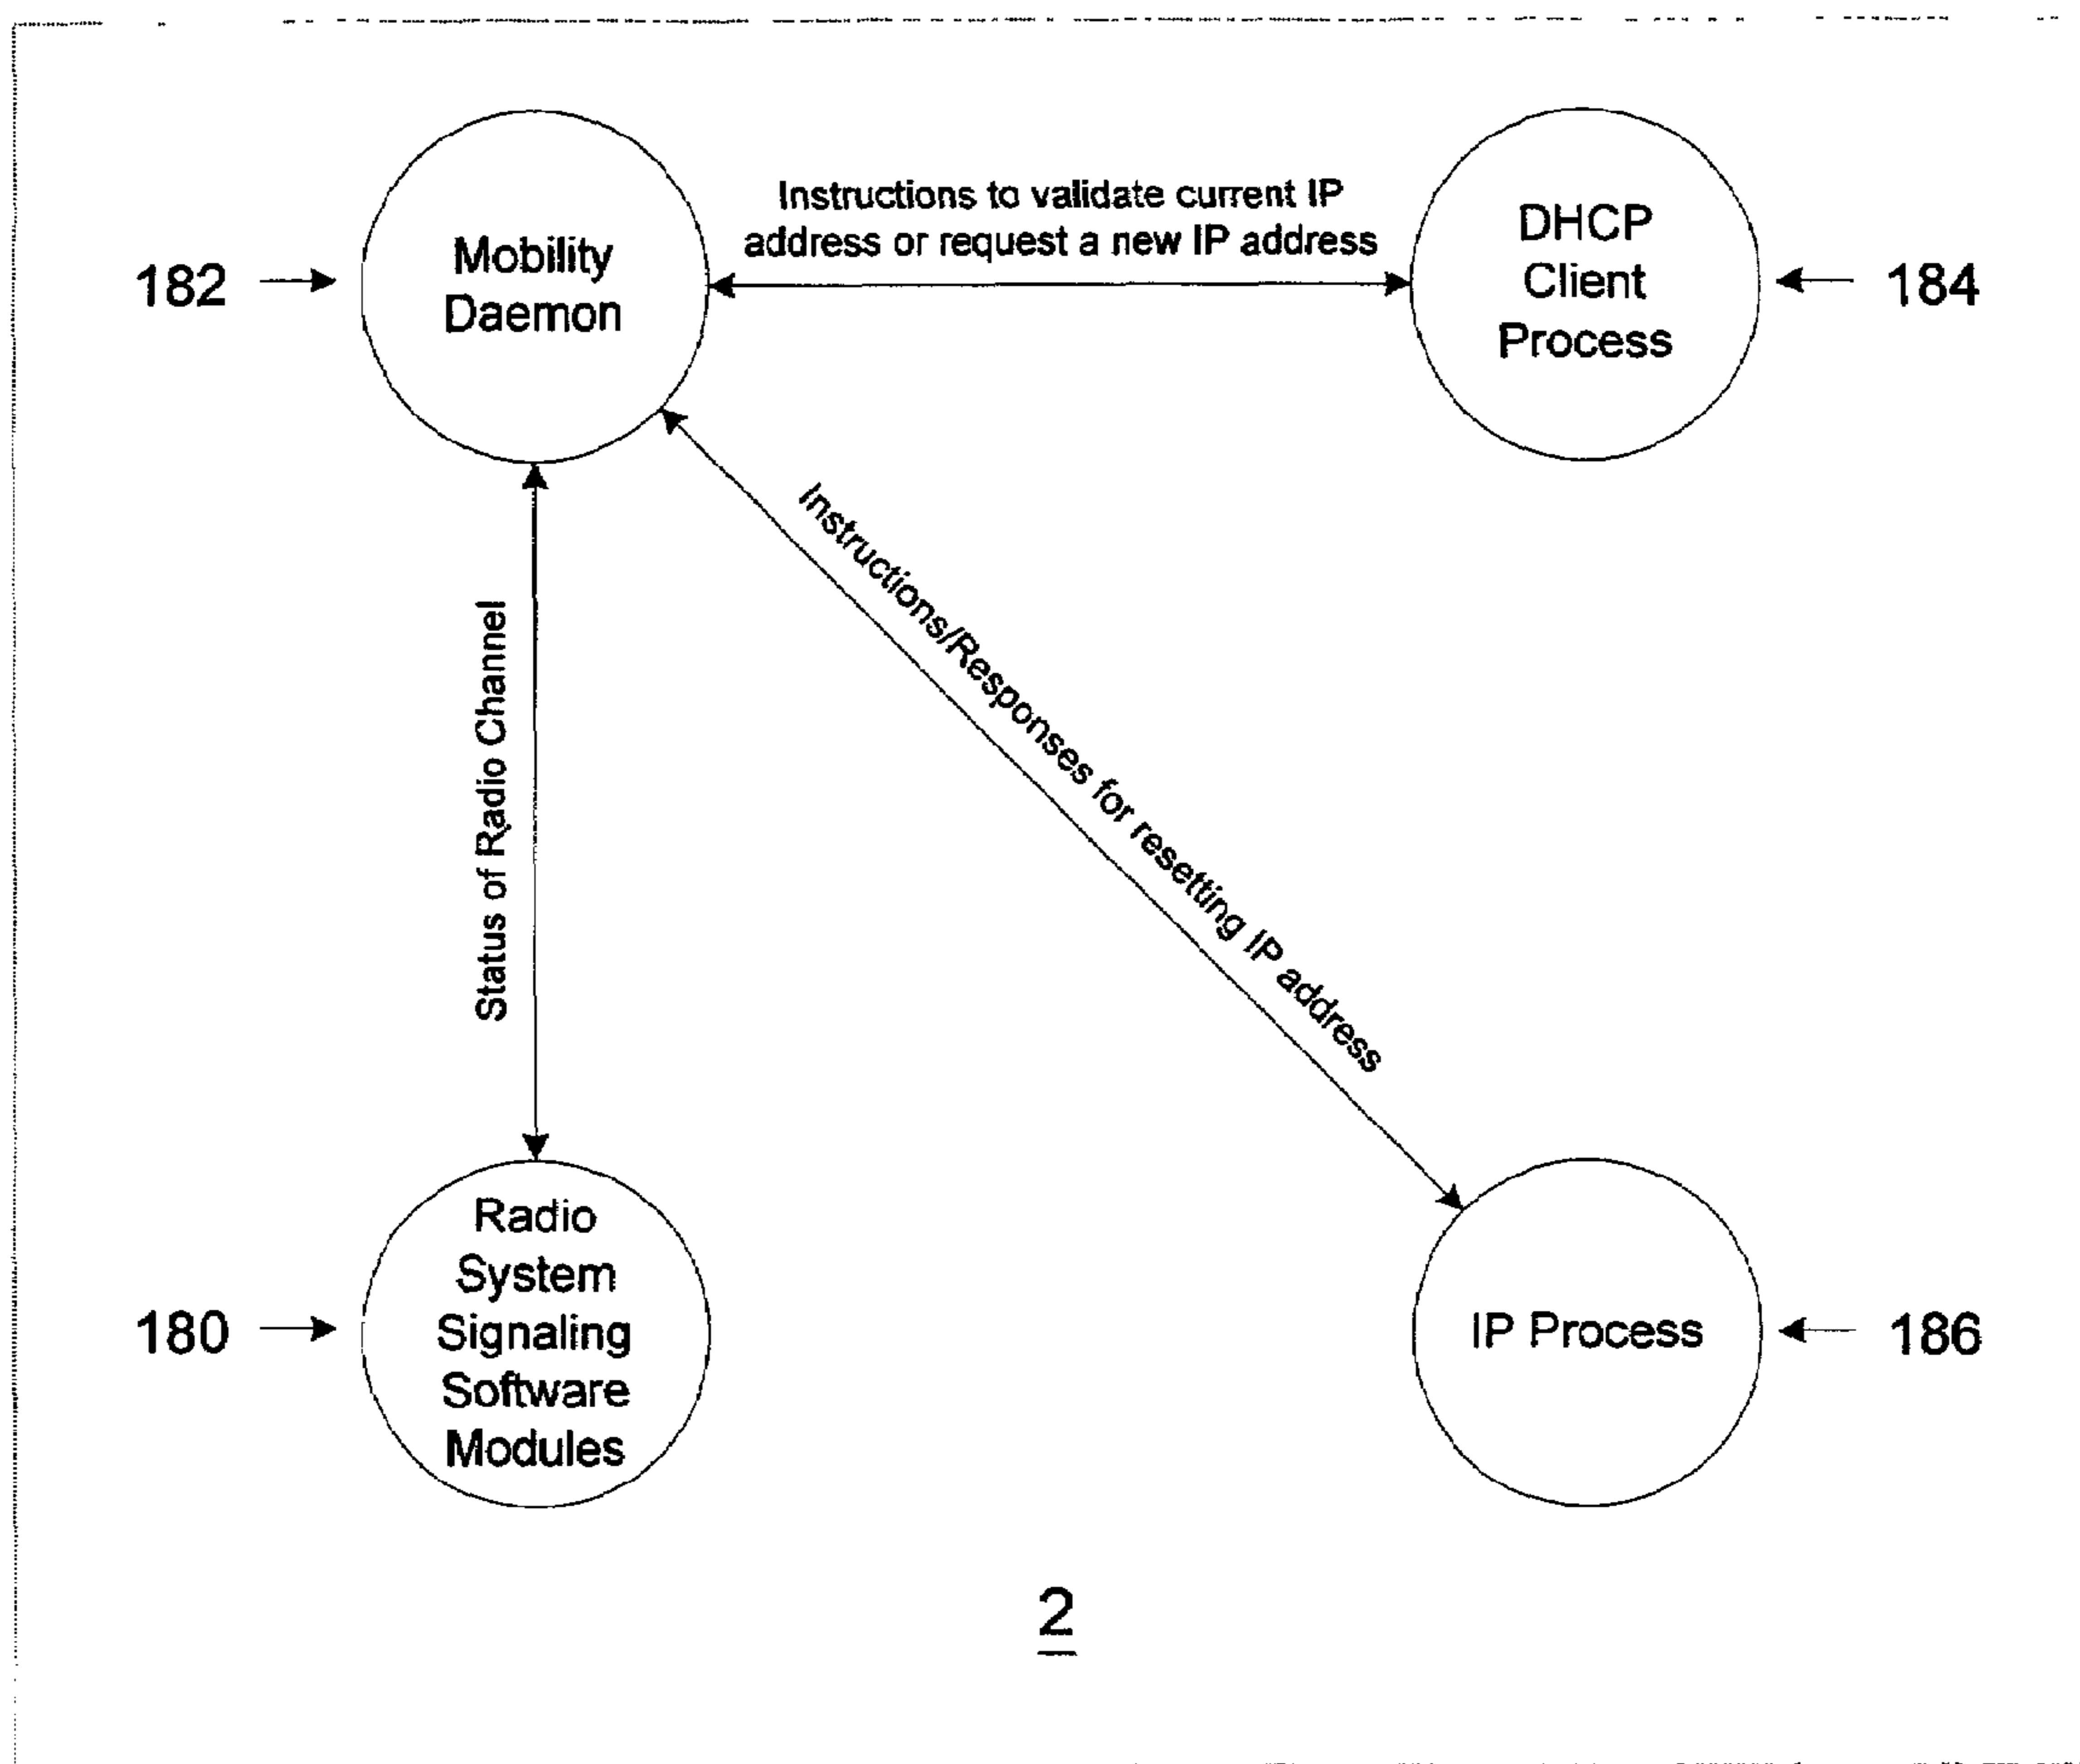 Instructions to validate current IP
address or request a new IP address
Mobility
Daemon
DHCP
Client
Process
182
184
Instructions/Responses for resetting IP address
Status of Radio Channel
Radio
System
Signaling
Software
Modules
IP Process
180
186
2